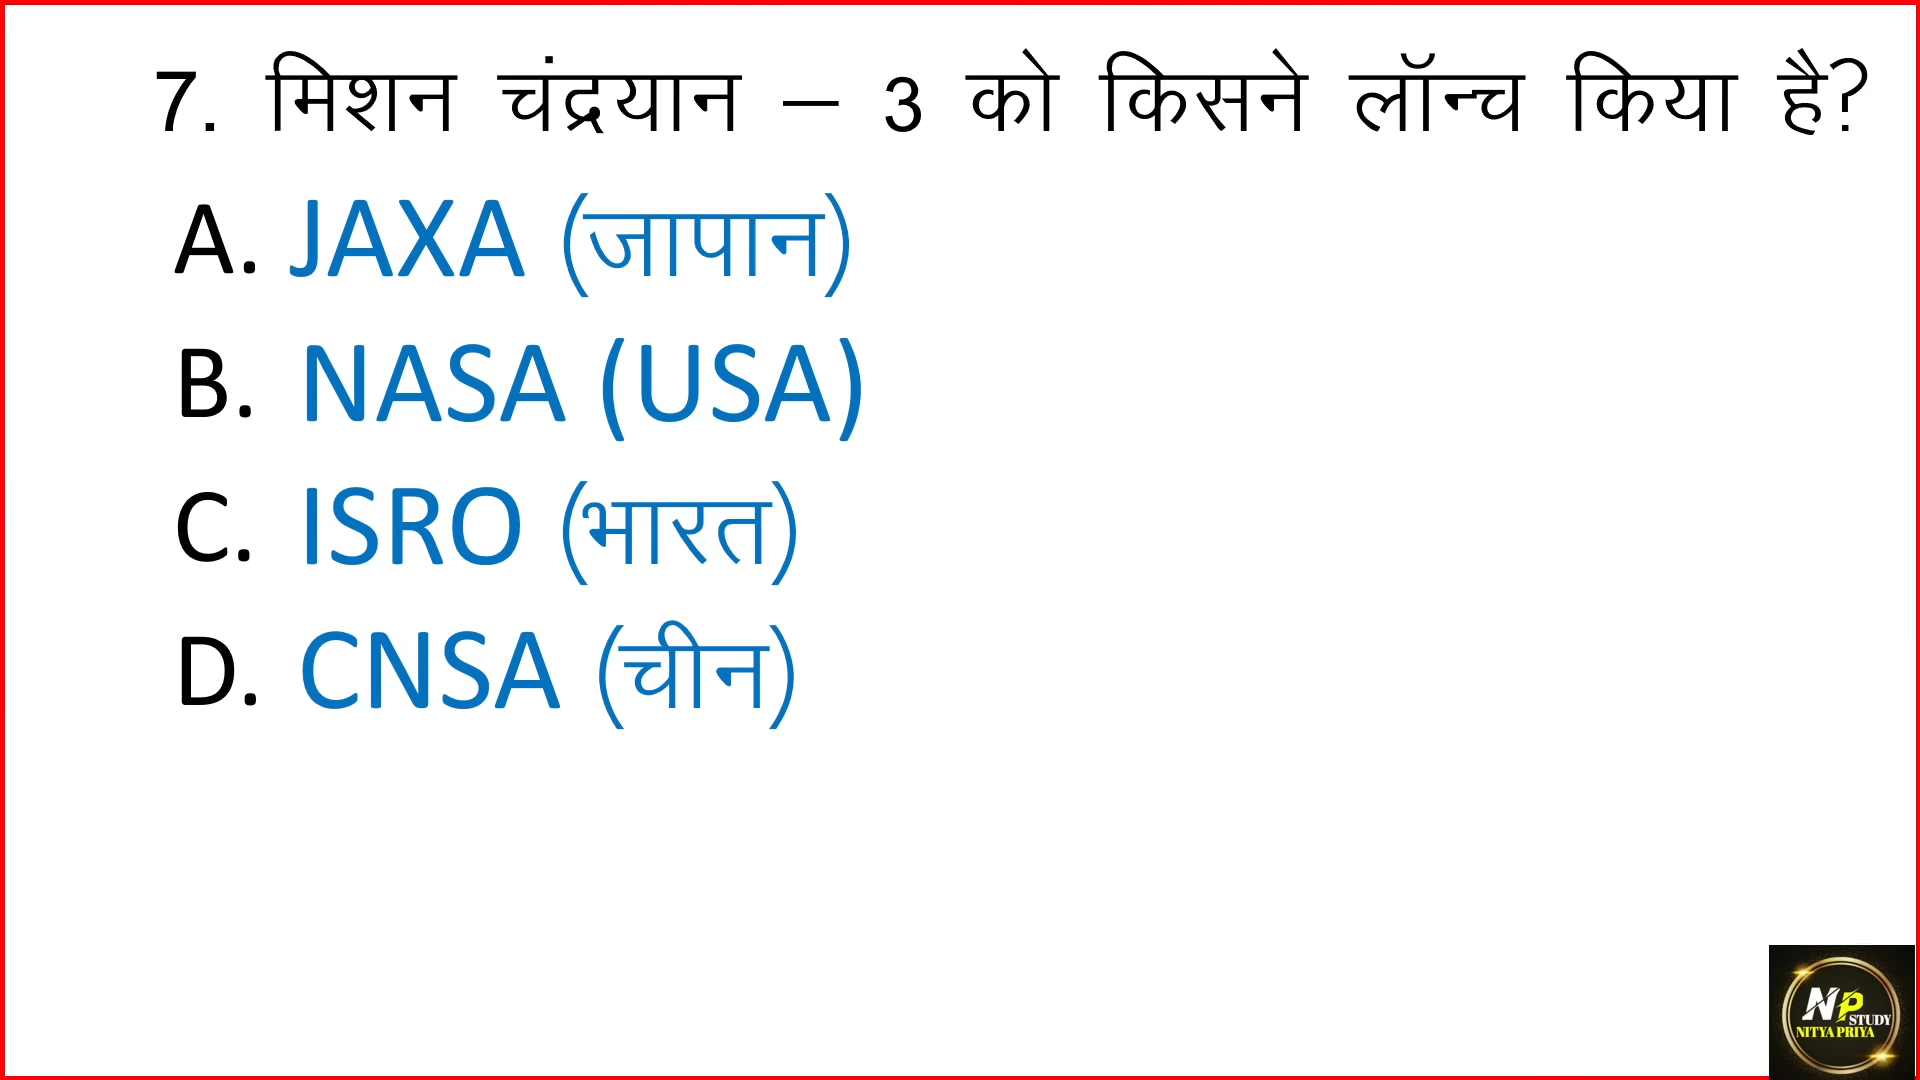 7. मिशन चंद्रयान – 3 को किसने लॉन्च किया है?
A. JAXA (जापान)
B. NASA (USA)
C. ISRO (भारत)
D. CNSA (चीन)
NP
STUDY
NITYA PRIYA